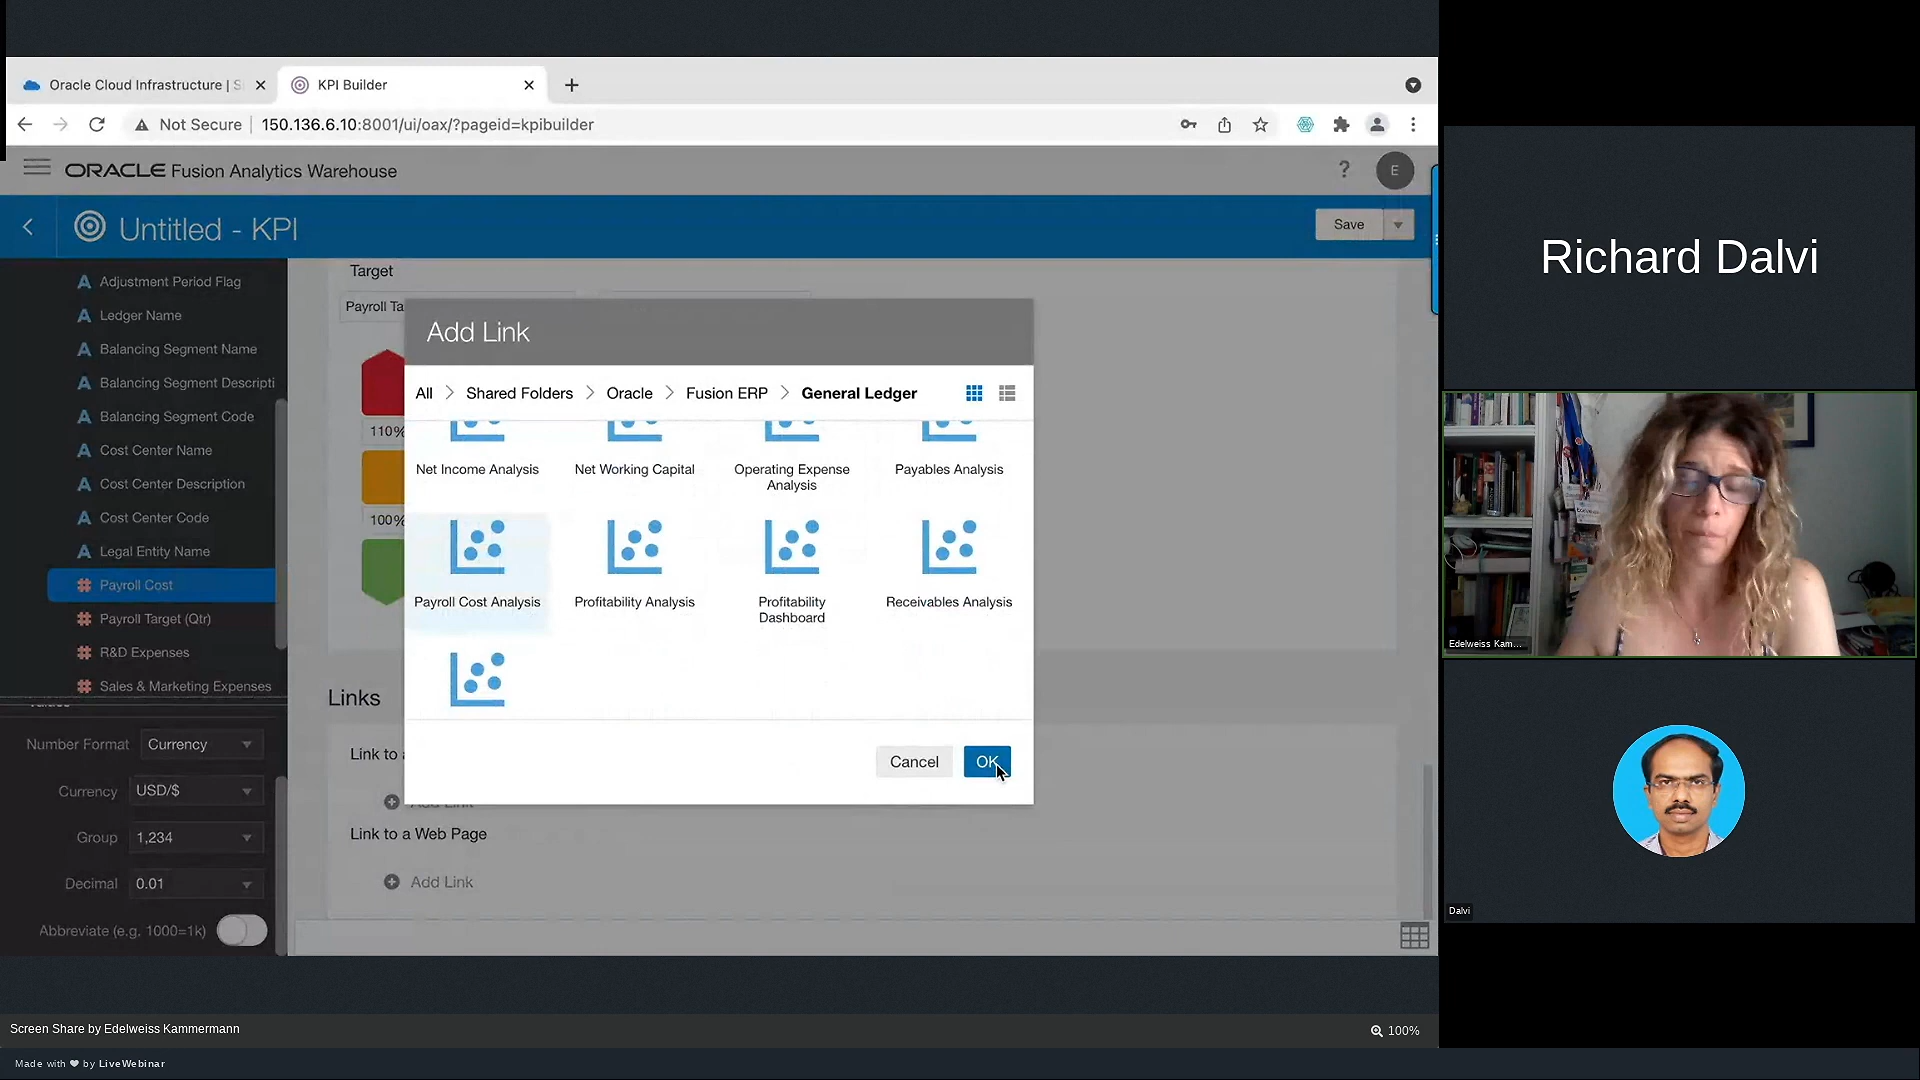 Oracle Cloud Infrastructure | S
KPI Builder
Not Secure
150.136.6.10:8001/ui/oax/?pageid=kpibuilder
ORACLE Fusion Analytics Warehouse
?
E
Untitled - KPI
Save
Adjustment Period Flag
Ledger Name
Balancing Segment Name
Balancing Segment Descripti
Balancing Segment Code
Cost Center Name
Cost Center Description
Cost Center Code
Legal Entity Name
Payroll Cost
Payroll Target (Qtr)
R&D Expenses
Sales & Marketing Expenses
Number Format
Currency
Currency
USD/$
Group
1,234
Decimal
0.01
Abbreviate (e.g. 1000=1k)
Target
Payroll Ta
110%
100%
Add Link
All > Shared Folders > Oracle > Fusion ERP > General Ledger
Net Income Analysis
Net Working Capital
Operating Expense
Analysis
Payables Analysis
Payroll Cost Analysis
Profitability Analysis
Profitability
Dashboard
Receivables Analysis
Cancel
OK
Links
Link to a
Add Link
Link to a Web Page
Add Link
Richard Dalvi
Edelweiss Kam...
Dalvi
Screen Share by Edelweiss Kammermann
100%
Made with ❤ by LiveWebinar